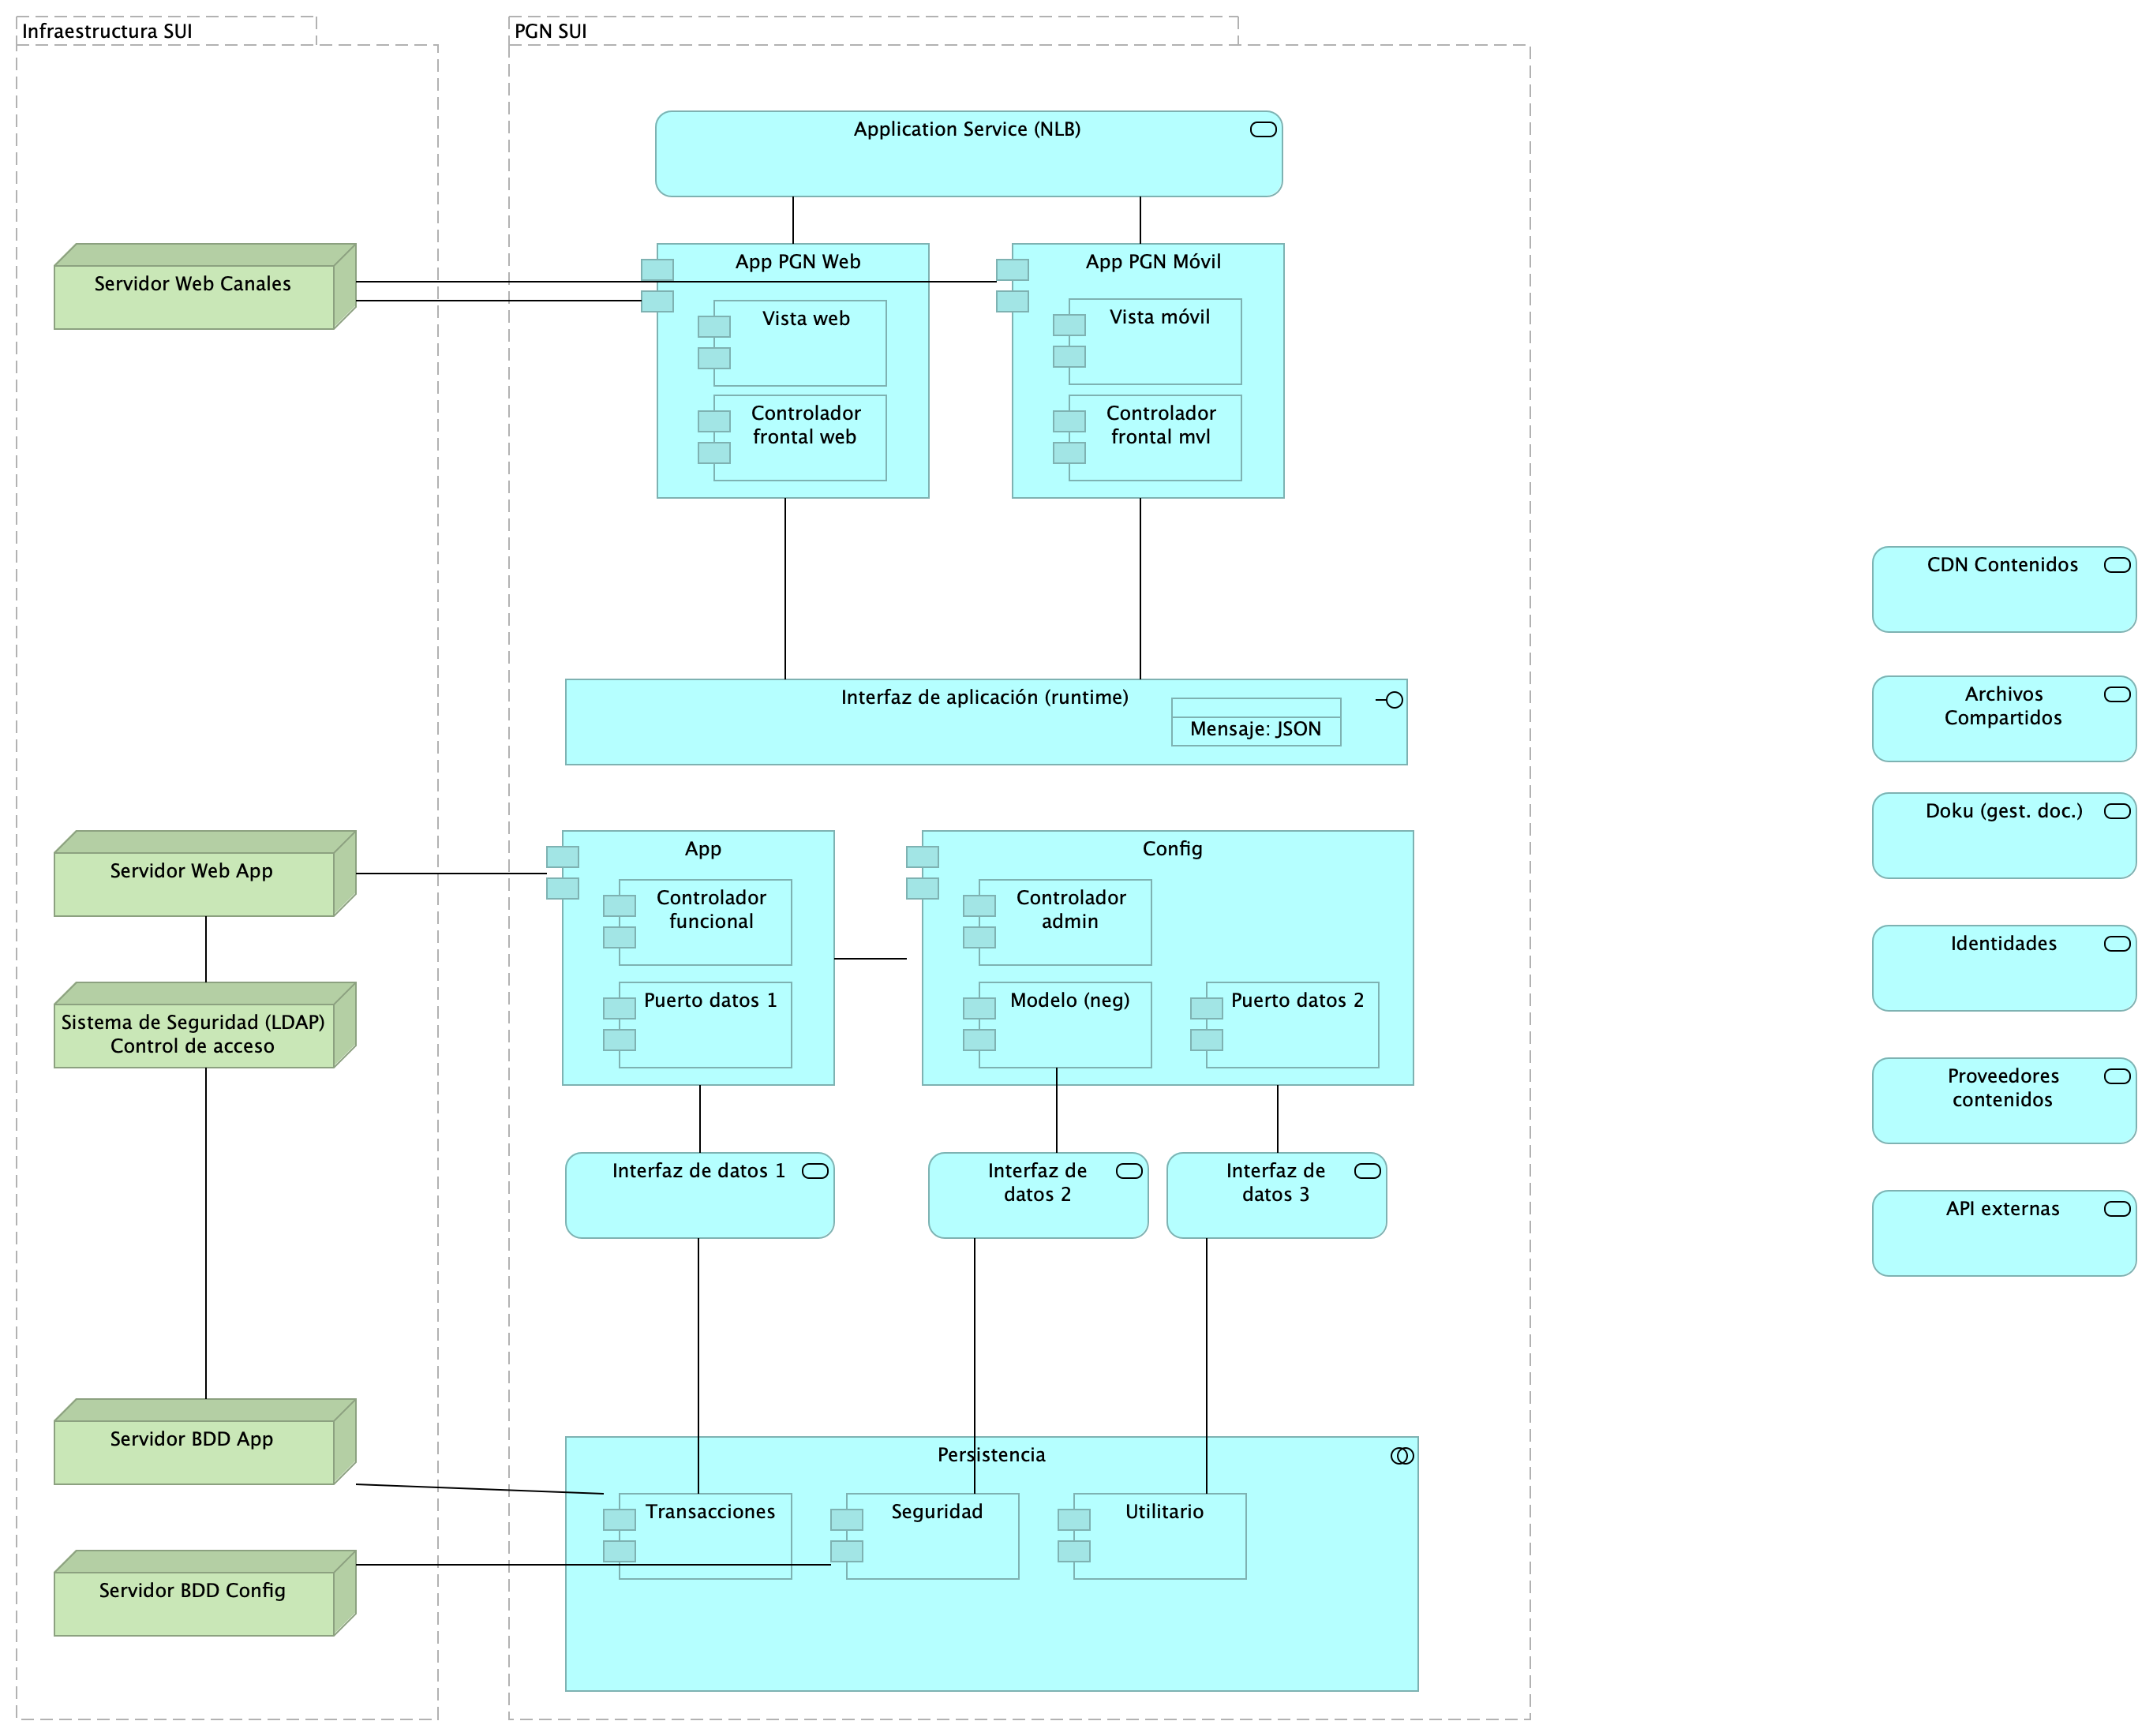 Infraestructura SUI
PGN SUI
Application Service (NLB)
Servidor Web Canales
App PGN Web
App PGN Móvil
Vista web
Vista móvil
Controlador
frontal web
Controlador
frontal mvl
CDN Contenidos
Interfaz de aplicación (runtime)
Mensaje: JSON
Archivos
Compartidos
Doku (gest. doc.)
Servidor Web App
App
Config
Controlador
funcional
Controlador
admin
Identidades
Sistema de Seguridad (LDAP)
Control de acceso
Puerto datos 1
Modelo (neg)
Puerto datos 2
Proveedores
contenidos
Interfaz de datos 1
Interfaz de
datos 2
Interfaz de
datos 3
API externas
Servidor BDD App
Persistencia
Transacciones
Seguridad
Utilitario
Servidor BDD Config